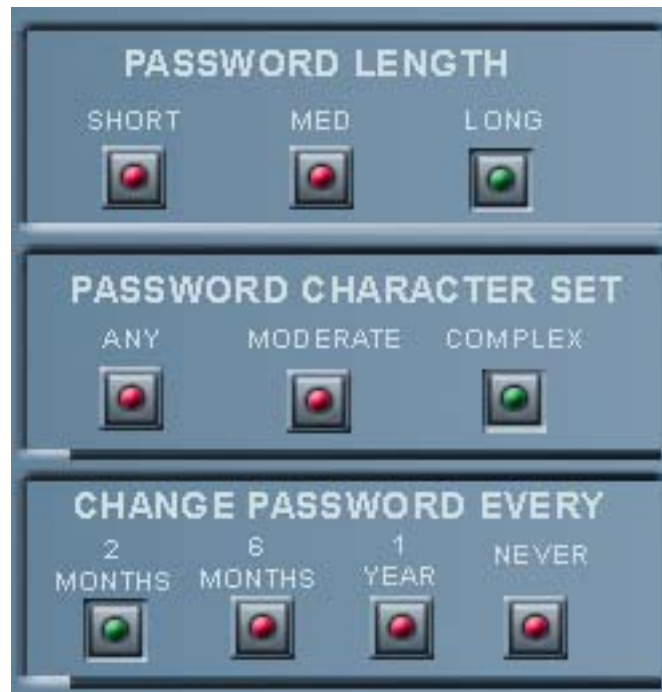 PASSWORD LENGTH
SHORT MED LONG
PASSWORD CHARACTER SET
ANY MODERATE COMPLEX
CHANGE PASSWORD EVERY
2 6 1 NEVER
MONTHS MONTHS YEAR